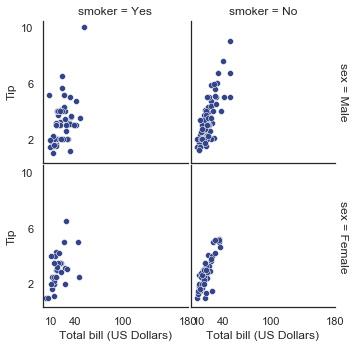 smoker = Yes
smoker = No
10
6
2
Tip
sex = Male
10
6
2
Tip
sex = Female
10 40 100 180
10 40 100 180
Total bill (US Dollars)
Total bill (US Dollars)